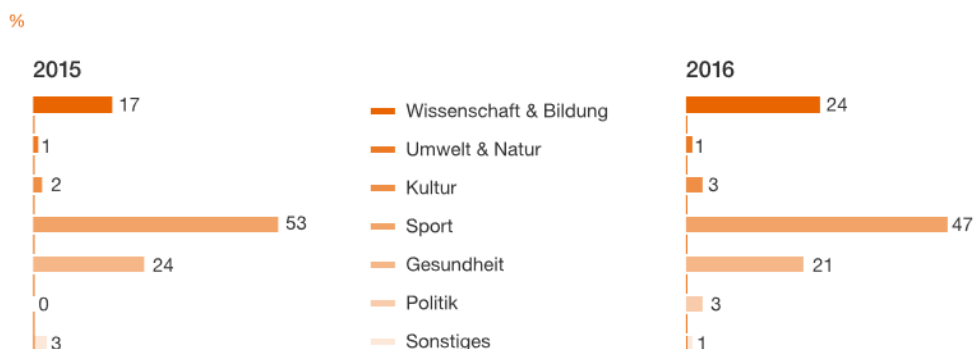 %
2015
2016
17
Wissenschaft & Bildung
24
1
Umwelt & Natur
1
2
Kultur
3
53
Sport
47
24
Gesundheit
21
0
Politik
3
3
Sonstiges
1